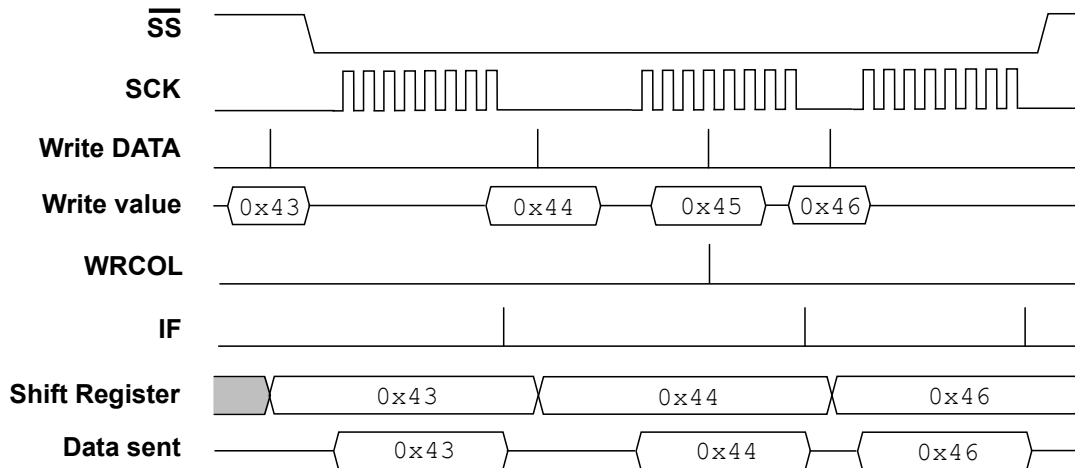 SS
SCK
Write DATA
Write value 0x43 0x44 0x45 0x46
WRCOL
IF
Shift Register 0x43 0x44 0x46
Data sent 0x43 0x44 0x46